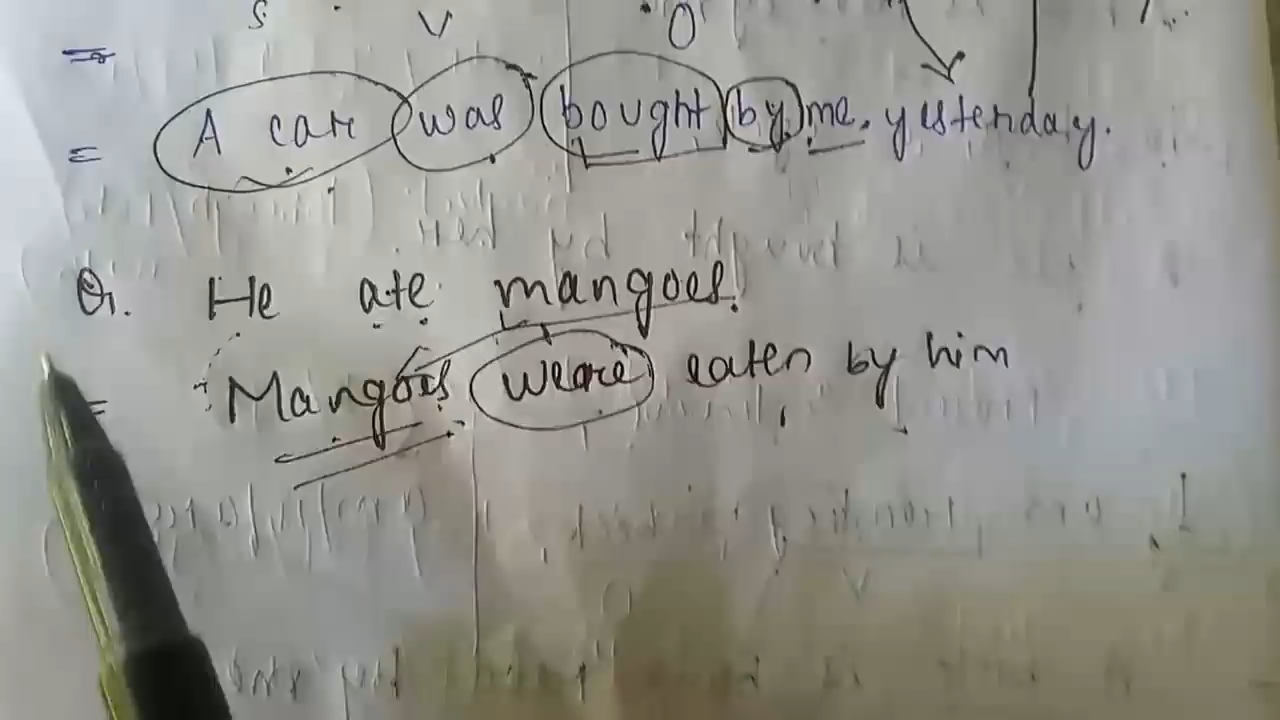 S V O
= A car was bought by me. yesterday.
Q. He ate mangoes.
= Mangoes were eaten by him